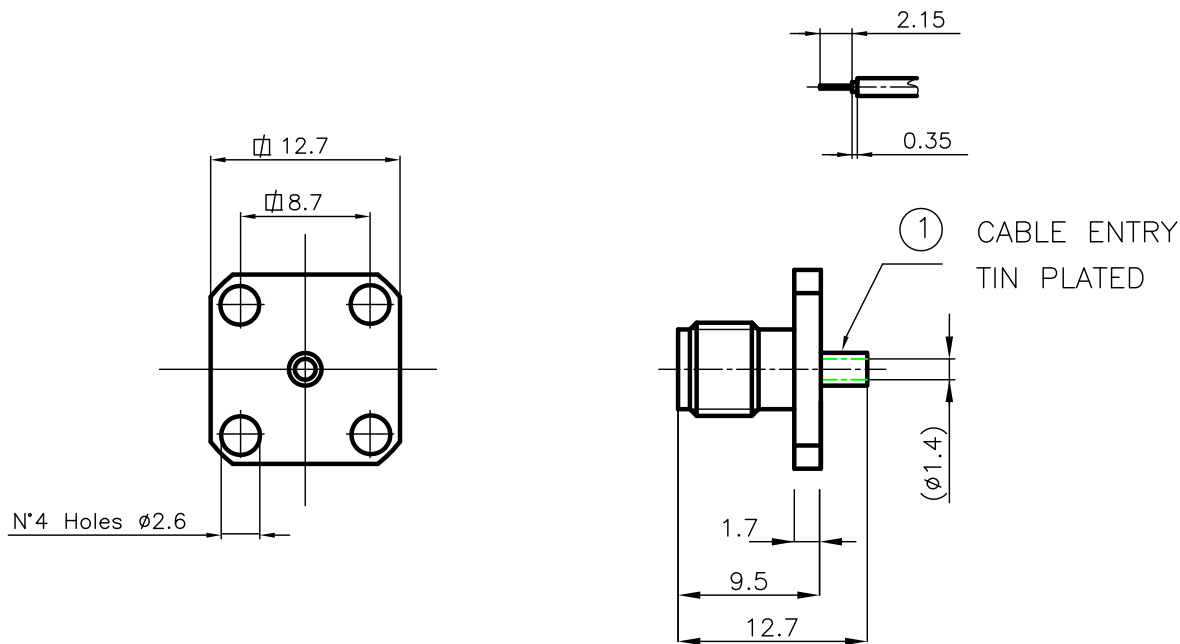 2.15
0.35
12.7
8.7
1 CABLE ENTRY
TIN PLATED
(ø1.4)
N°4 Holes ø2.6
1.7
9.5
12.7